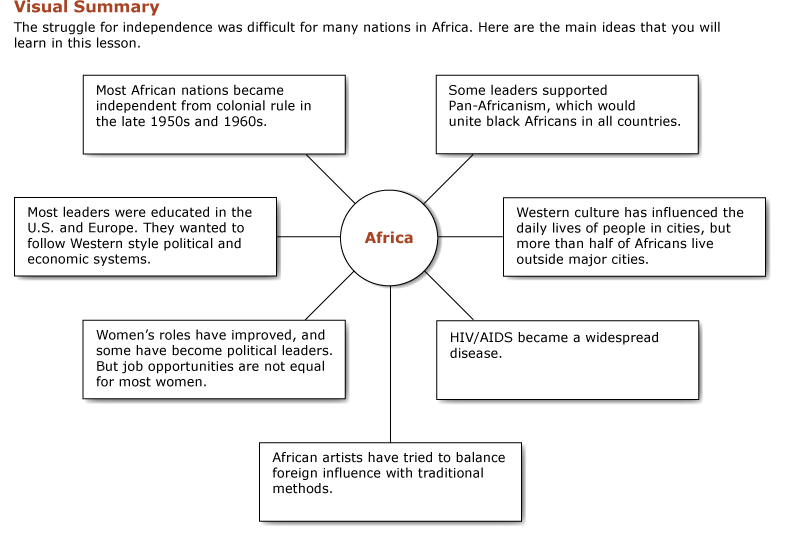 Visual Summary
The struggle for independence was difficult for many nations in Africa. Here are the main ideas that you will
learn in this lesson.
Most African nations became
independent from colonial rule in
the late 1950s and 1960s.
Some leaders supported
Pan-Africanism, which would
unite black Africans in all countries.
Most leaders were educated in the
U.S. and Europe. They wanted to
follow Western style political and
economic systems.
Africa
Western culture has influenced the
daily lives of people in cities, but
more than half of Africans live
outside major cities.
Women’s roles have improved, and
some have become political leaders.
But job opportunities are not equal
for most women.
HIV/AIDS became a widespread
disease.
African artists have tried to balance
foreign influence with traditional
methods.